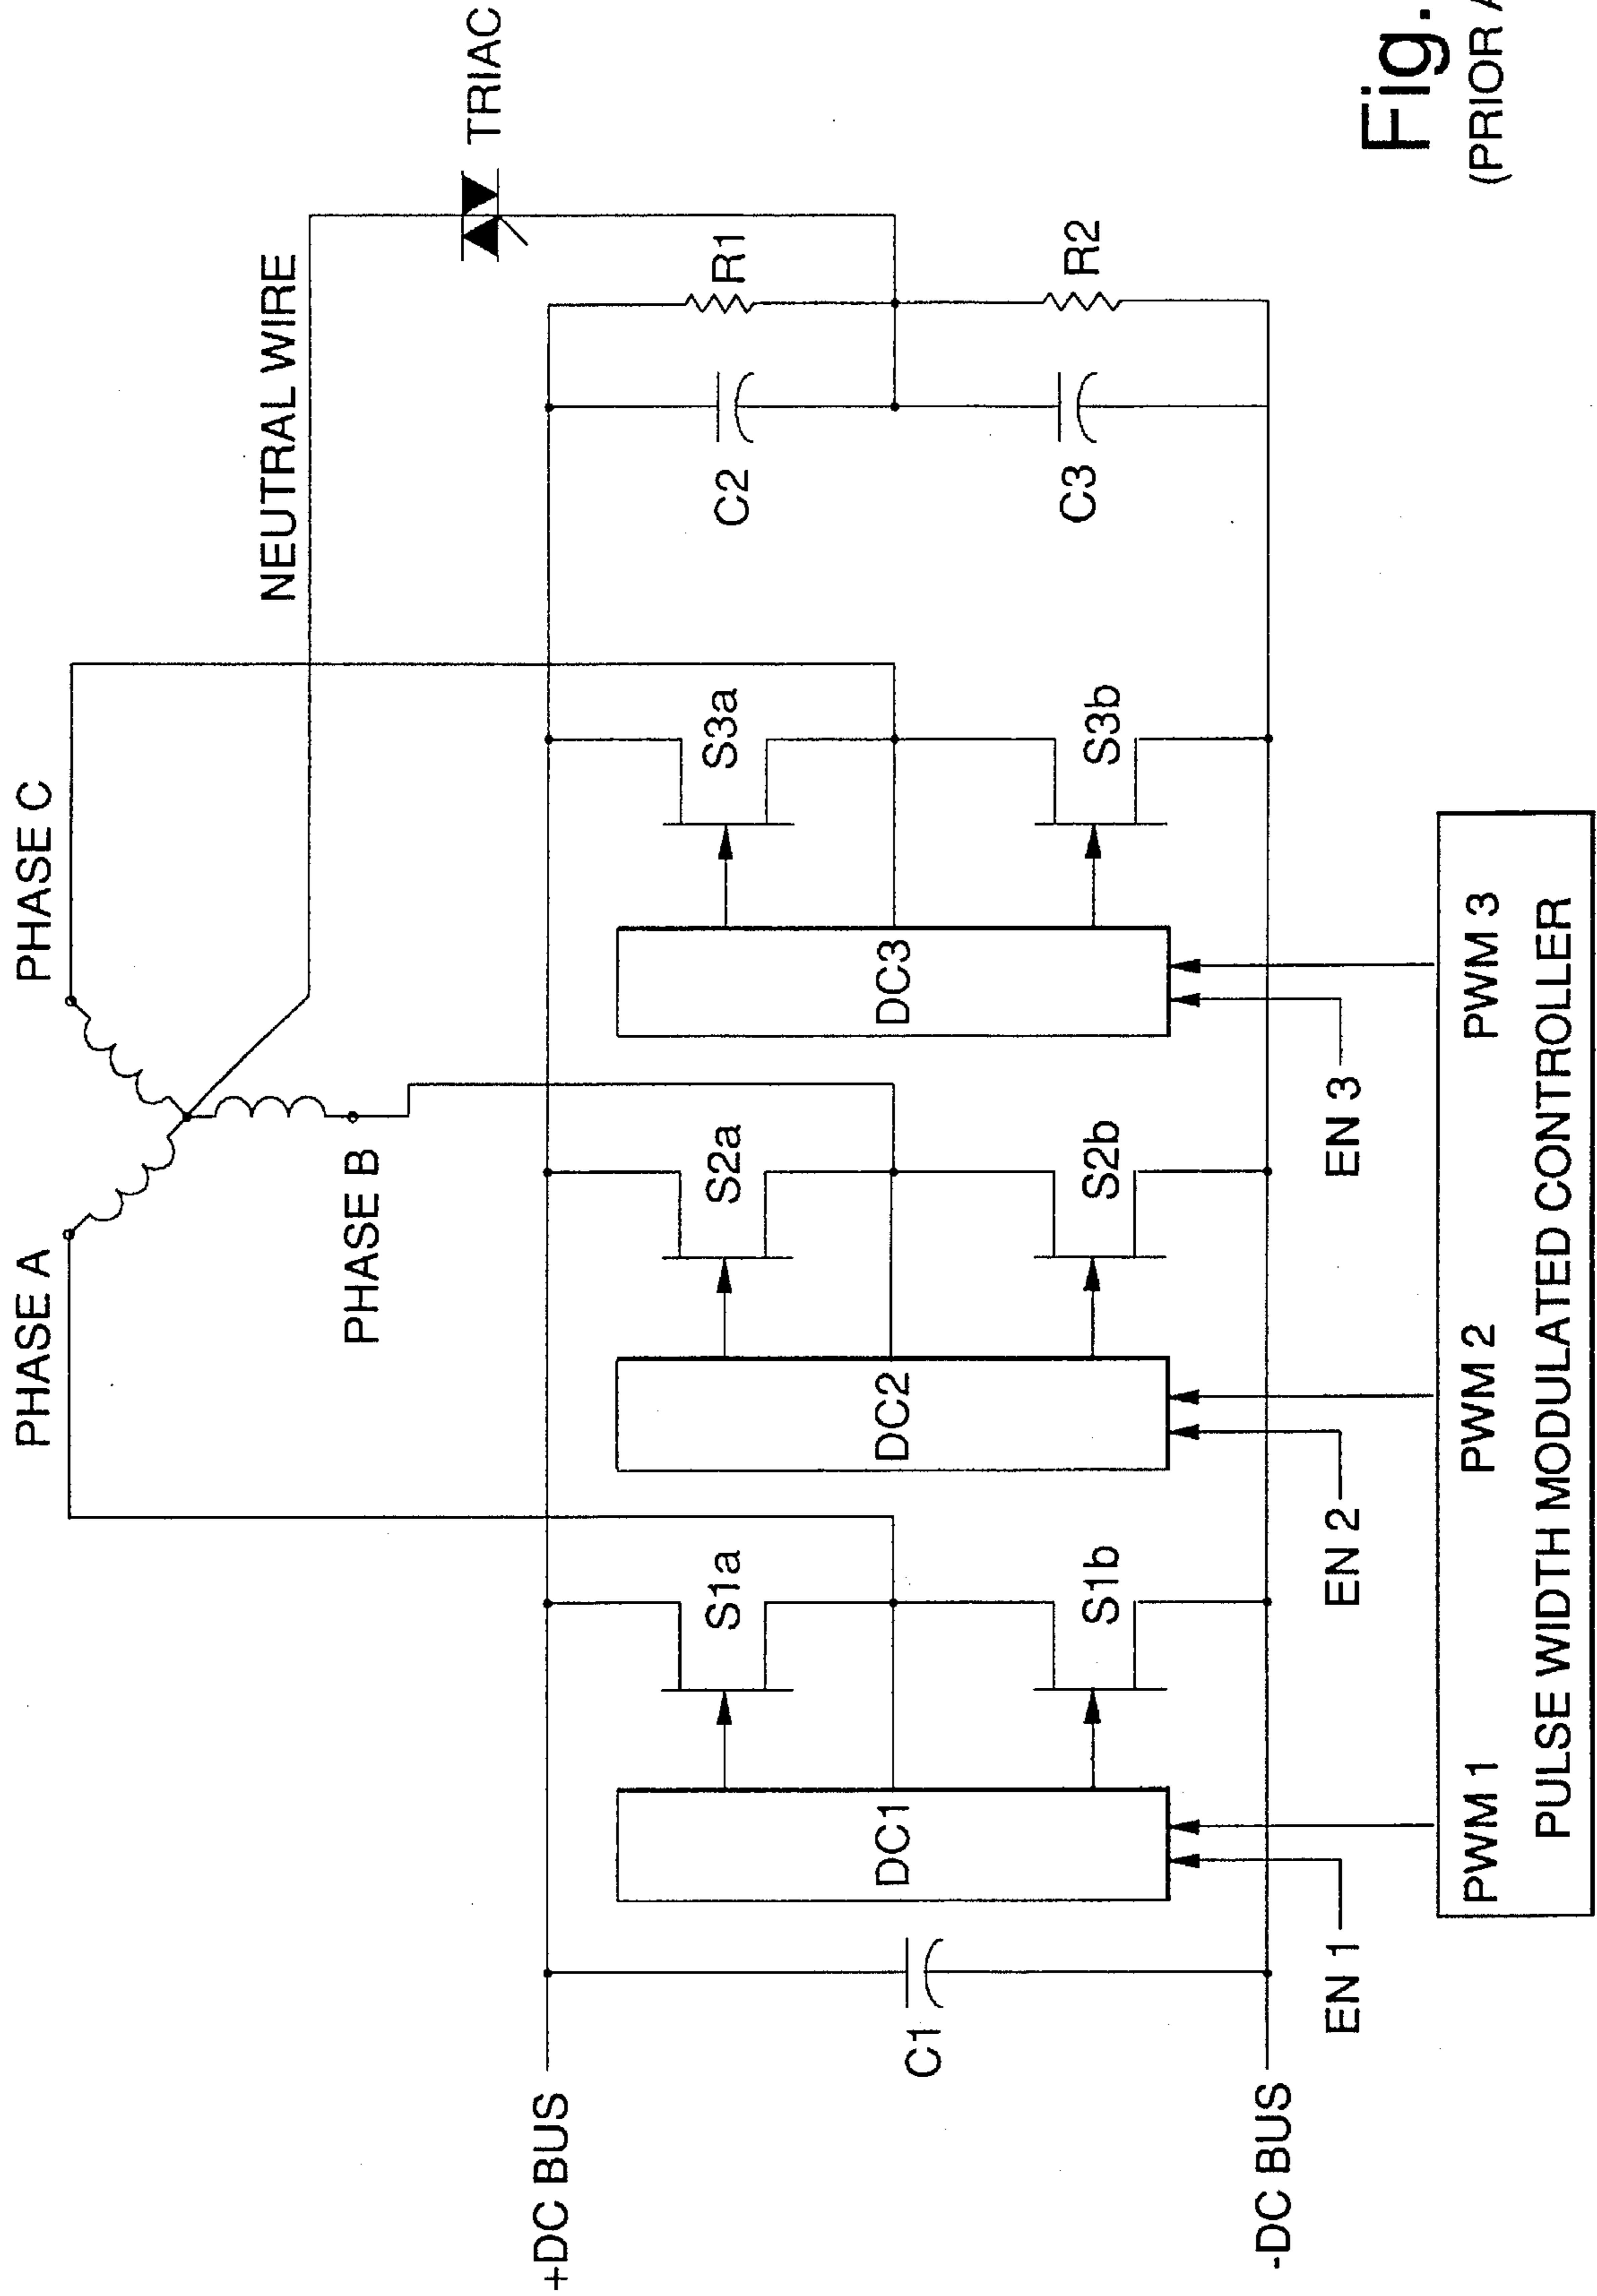 PHASE A
PHASE C
PHASE B
NEUTRAL WIRE
TRIAC
+DC BUS
-DC BUS
C1
DC1
S1a
S1b
DC2
S2a
S2b
DC3
S3a
S3b
C2
R1
C3
R2
EN 1
EN 2
EN 3
PWM 1
PWM 2
PWM 3
PULSE WIDTH MODULATED CONTROLLER
Fig.
(PRIOR A